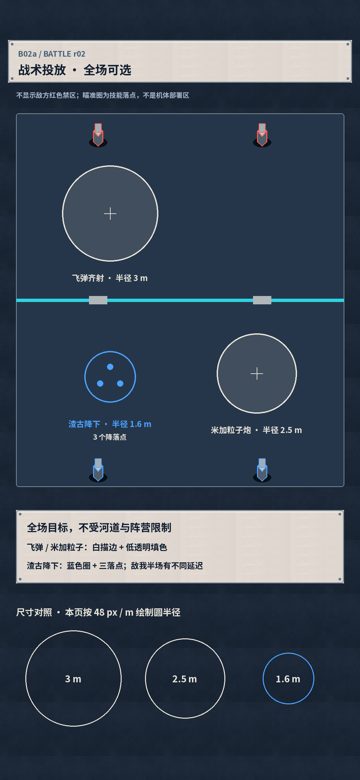 B02a / BATTLE r02
战术投放 · 全场可选
不显示敌方红色禁区；瞄准圈为技能落点，不是机体部署区
飞弹齐射 · 半径 3 m
渣古降下 · 半径 1.6 m
3 个降落点
米加粒子炮 · 半径 2.5 m
全场目标，不受河道与阵营限制
飞弹 / 米加粒子：白描边 + 低透明填色
渣古降下：蓝色圈 + 三落点；敌我半场有不同延迟
尺寸对照 · 本页按 48 px / m 绘制圆半径
3 m
2.5 m
1.6 m